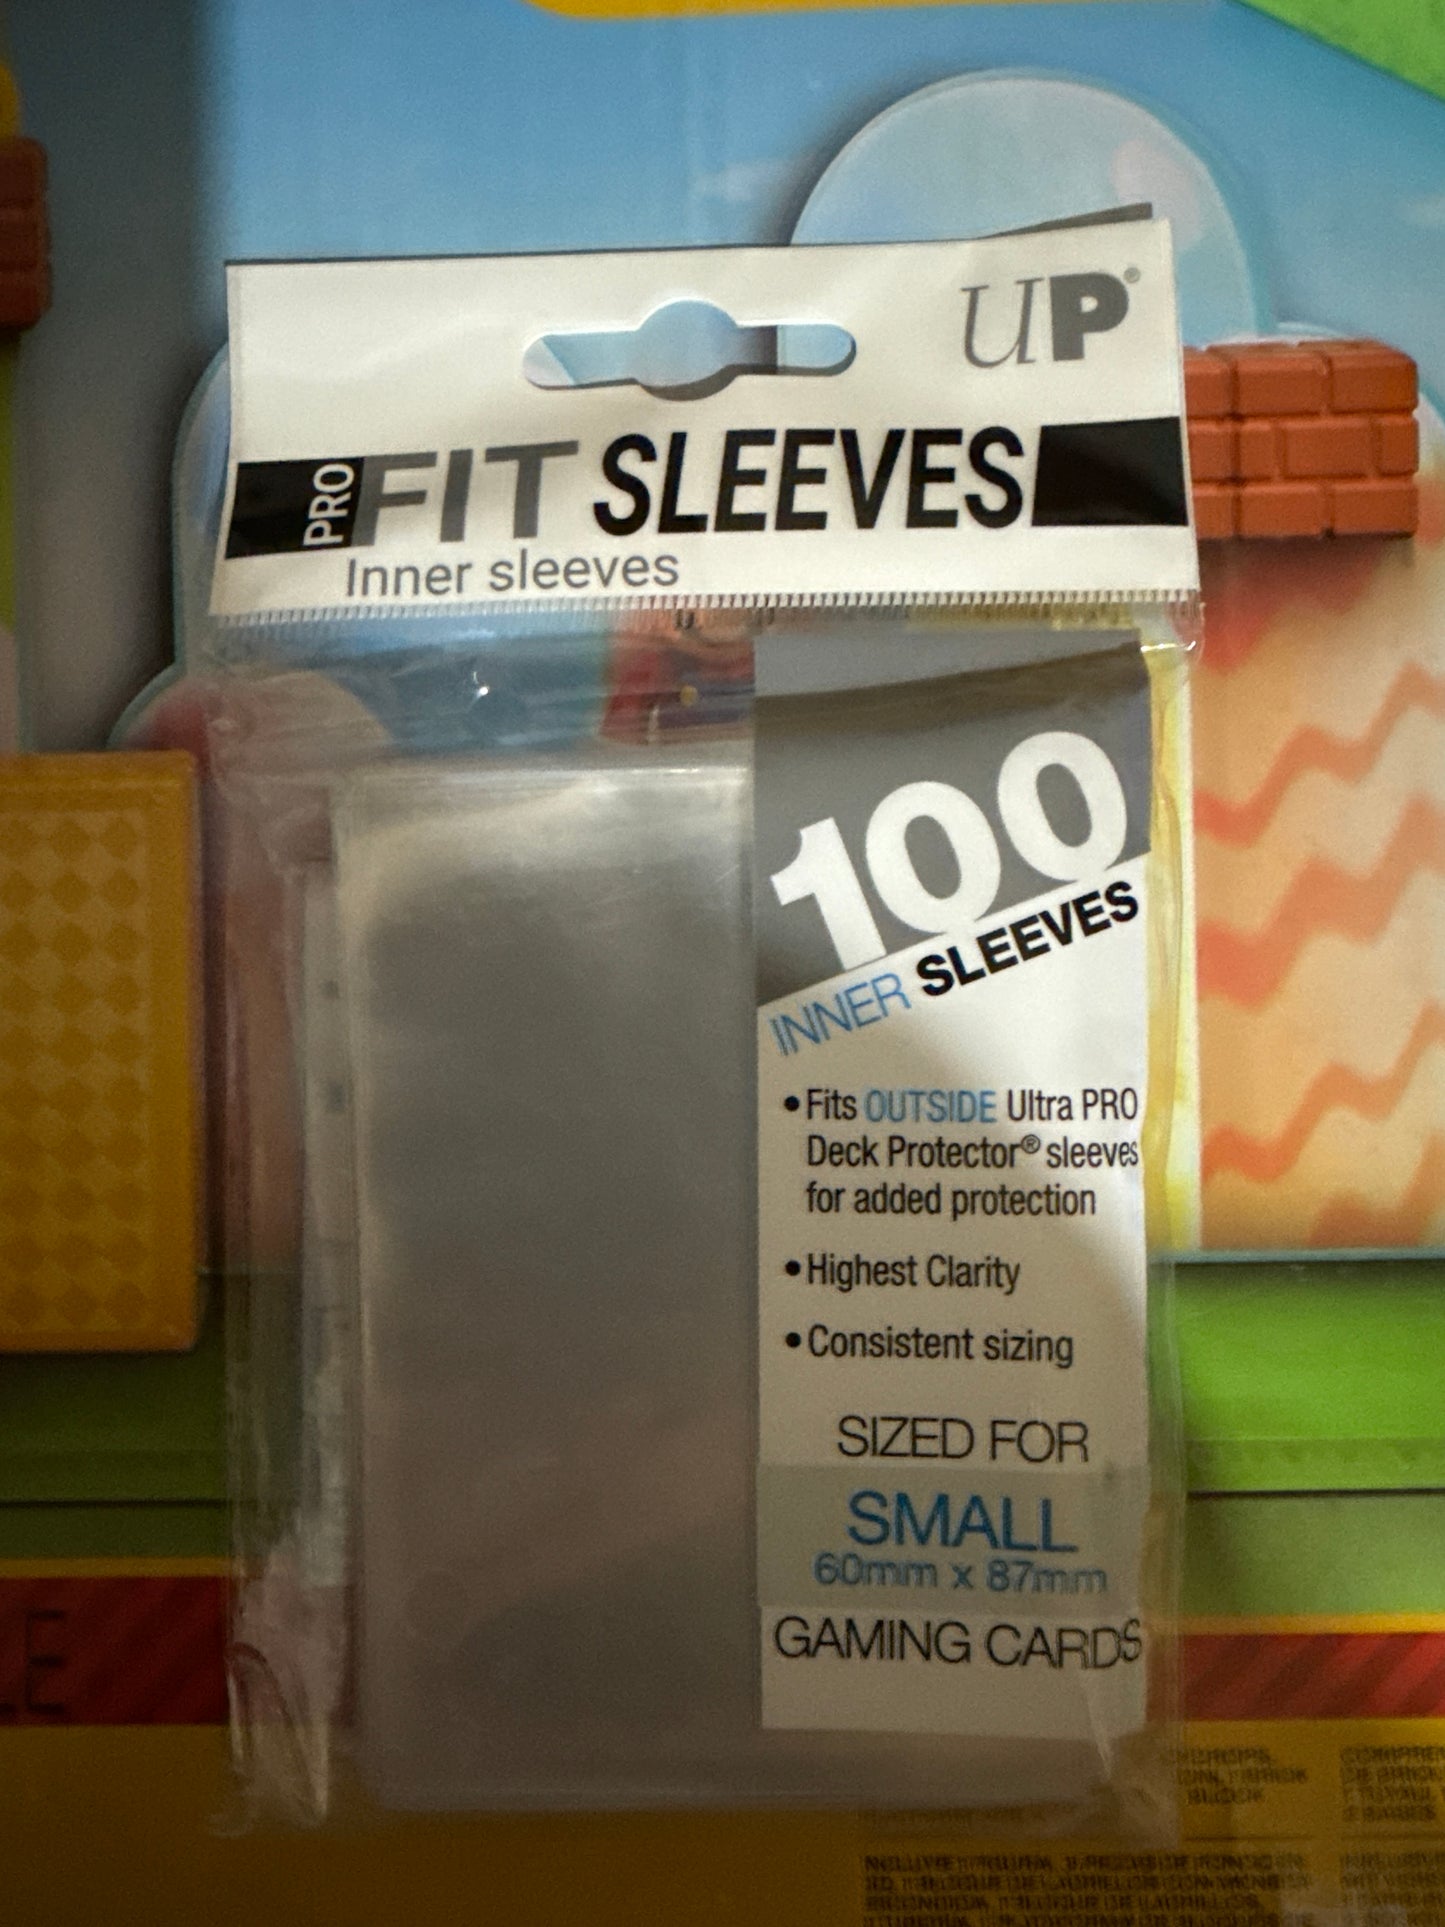 UP®
PRO FIT SLEEVES
Inner sleeves
100
INNER SLEEVES
• Fits OUTSIDE Ultra PRO
Deck Protector® sleeves
for added protection
• Highest Clarity
• Consistent sizing
SIZED FOR
SMALL
60mm x 87mm
GAMING CARDS